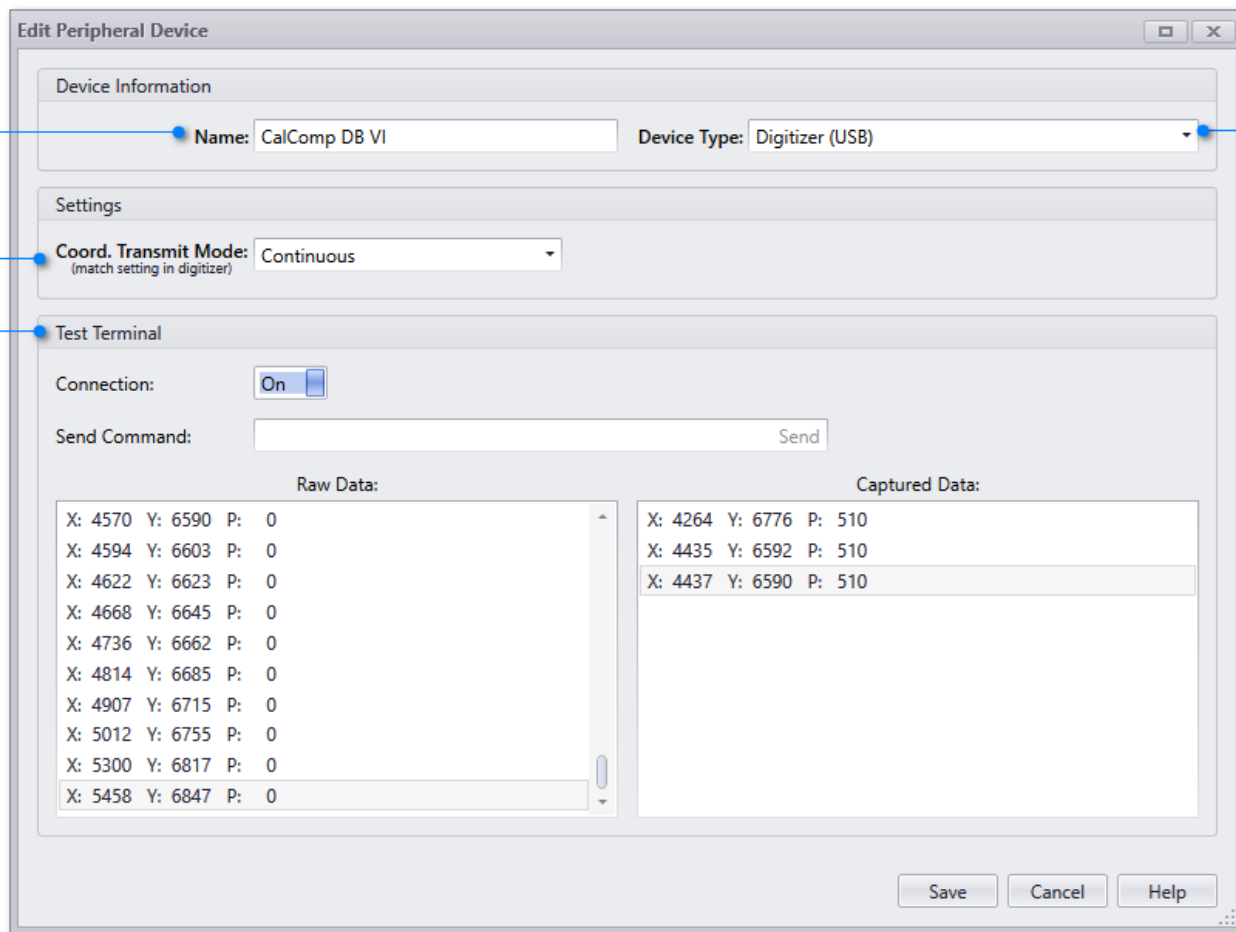 Edit Peripheral Device
Device Information
Name: CalComp DB VI Device Type: Digitizer (USB)
Settings
Coord. Transmit Mode: Continuous
(match setting in digitizer)
Test Terminal
Connection: On
Send Command: Send
Raw Data:
X: 4570 Y: 6590 P: 0
X: 4594 Y: 6603 P: 0
X: 4622 Y: 6623 P: 0
X: 4668 Y: 6645 P: 0
X: 4736 Y: 6662 P: 0
X: 4814 Y: 6685 P: 0
X: 4907 Y: 6715 P: 0
X: 5012 Y: 6755 P: 0
X: 5300 Y: 6817 P: 0
X: 5458 Y: 6847 P: 0
Captured Data:
X: 4264 Y: 6776 P: 510
X: 4435 Y: 6592 P: 510
X: 4437 Y: 6590 P: 510
Save Cancel Help